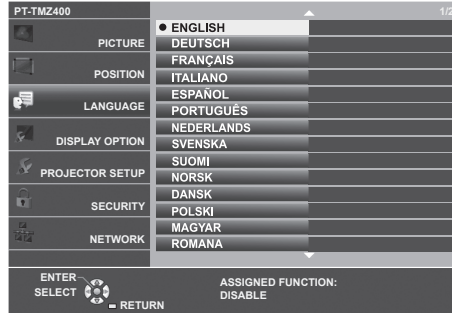 PT-TMZ400
1/2
PICTURE
POSITION
LANGUAGE
DISPLAY OPTION
PROJECTOR SETUP
SECURITY
NETWORK
ENGLISH
DEUTSCH
FRANÇAIS
ITALIANO
ESPAÑOL
PORTUGUÊS
NEDERLANDS
SVENSKA
SUOMI
NORSK
DANSK
POLSKI
MAGYAR
ROMANA
ENTER
SELECT
RETURN
ASSIGNED FUNCTION:
DISABLE